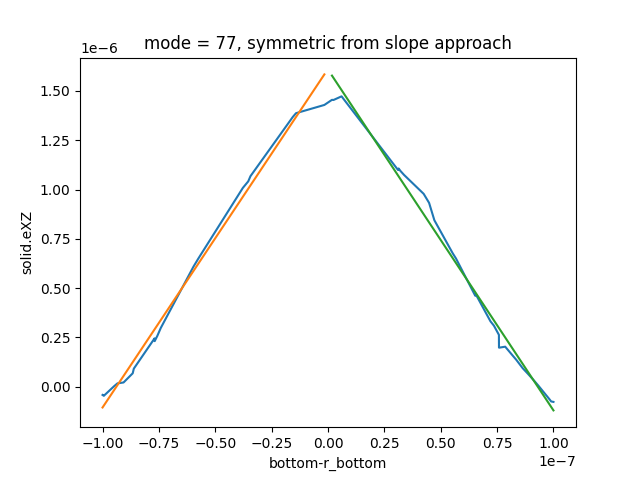 mode = 77, symmetric from slope approach
1e−6
1.50
1.25
1.00
0.75
0.50
0.25
0.00
solid.eXZ
−1.00 −0.75 −0.50 −0.25 0.00 0.25 0.50 0.75 1.00
bottom-r_bottom
1e−7